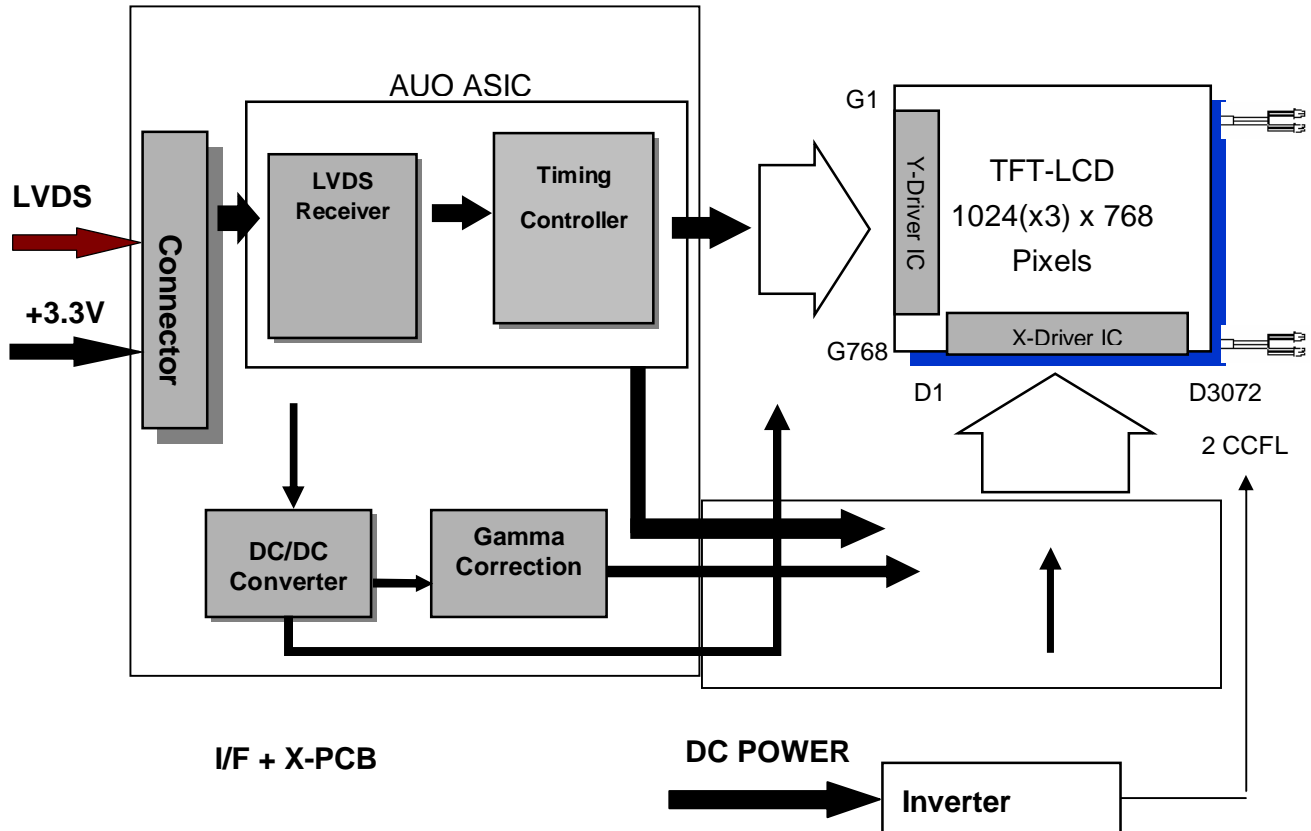 AUO ASIC
LVDS
+3.3V
Connector
LVDS
Receiver
Timing
Controller
G1
Y-Driver IC
TFT-LCD
1024(x3) x 768
Pixels
X-Driver IC
G768
D1
D3072
2 CCFL
DC/DC
Converter
Gamma
Correction
I/F + X-PCB
DC POWER
Inverter